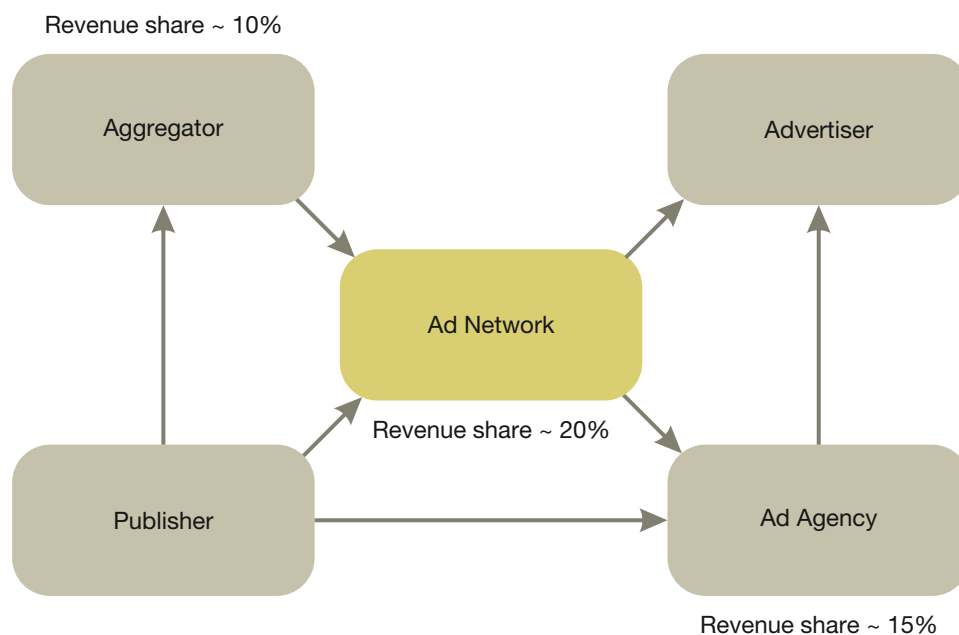 Revenue share ~ 10%
Aggregator
Advertiser
Ad Network
Revenue share ~ 20%
Publisher
Ad Agency
Revenue share ~ 15%